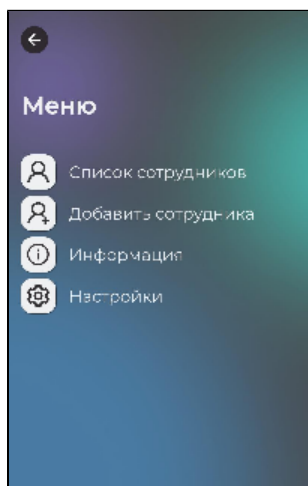 Меню
Список сотрудников
Добавить сотрудника
Информация
Настройки